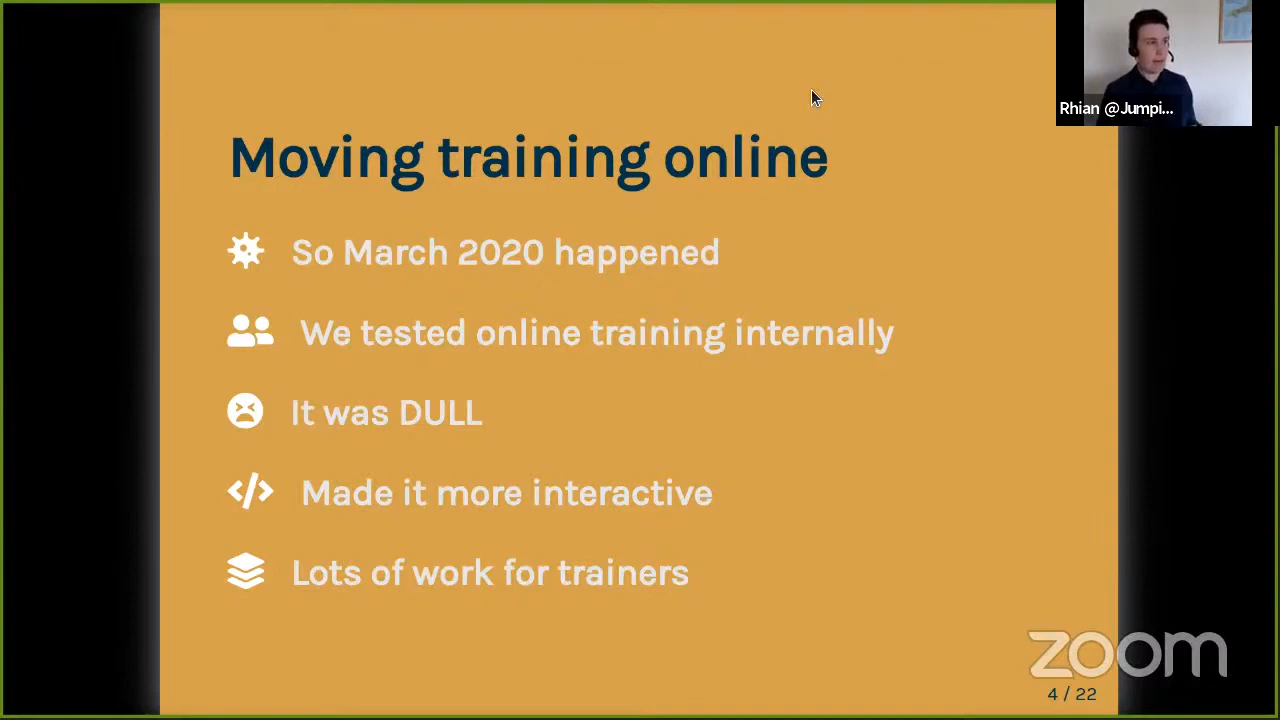 Rhian @Jumpi...
Moving training online
So March 2020 happened
We tested online training internally
It was DULL
Made it more interactive
Lots of work for trainers
zoom
4 / 22